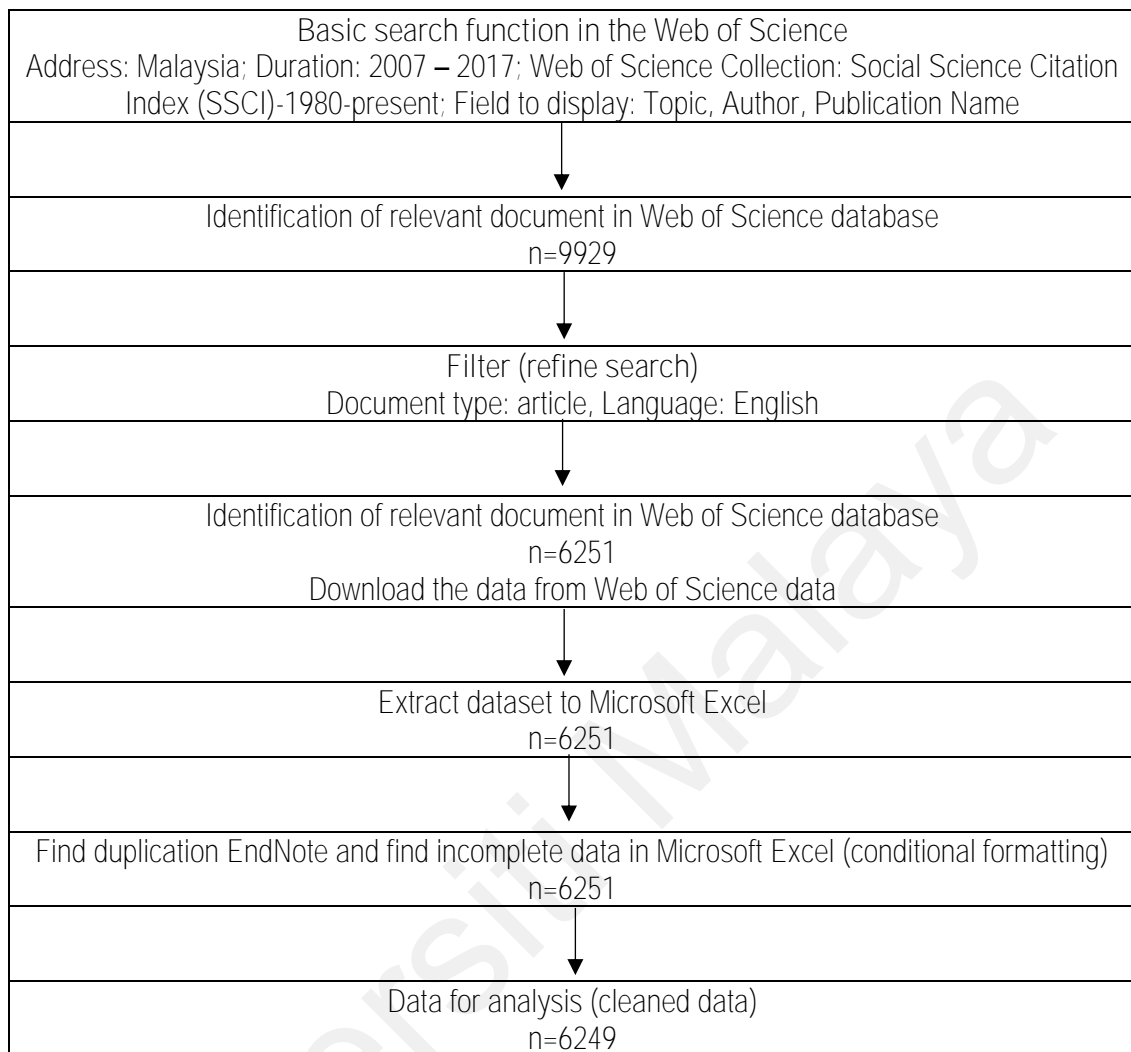 Basic search function in the Web of Science
Address: Malaysia; Duration: 2007 – 2017; Web of Science Collection: Social Science Citation
Index (SSCI)-1980-present; Field to display: Topic, Author, Publication Name
Identification of relevant document in Web of Science database
n=9929
Filter (refine search)
Document type: article, Language: English
Identification of relevant document in Web of Science database
n=6251
Download the data from Web of Science data
Extract dataset to Microsoft Excel
n=6251
Find duplication EndNote and find incomplete data in Microsoft Excel (conditional formatting)
n=6251
Data for analysis (cleaned data)
n=6249
ersiti Malaya